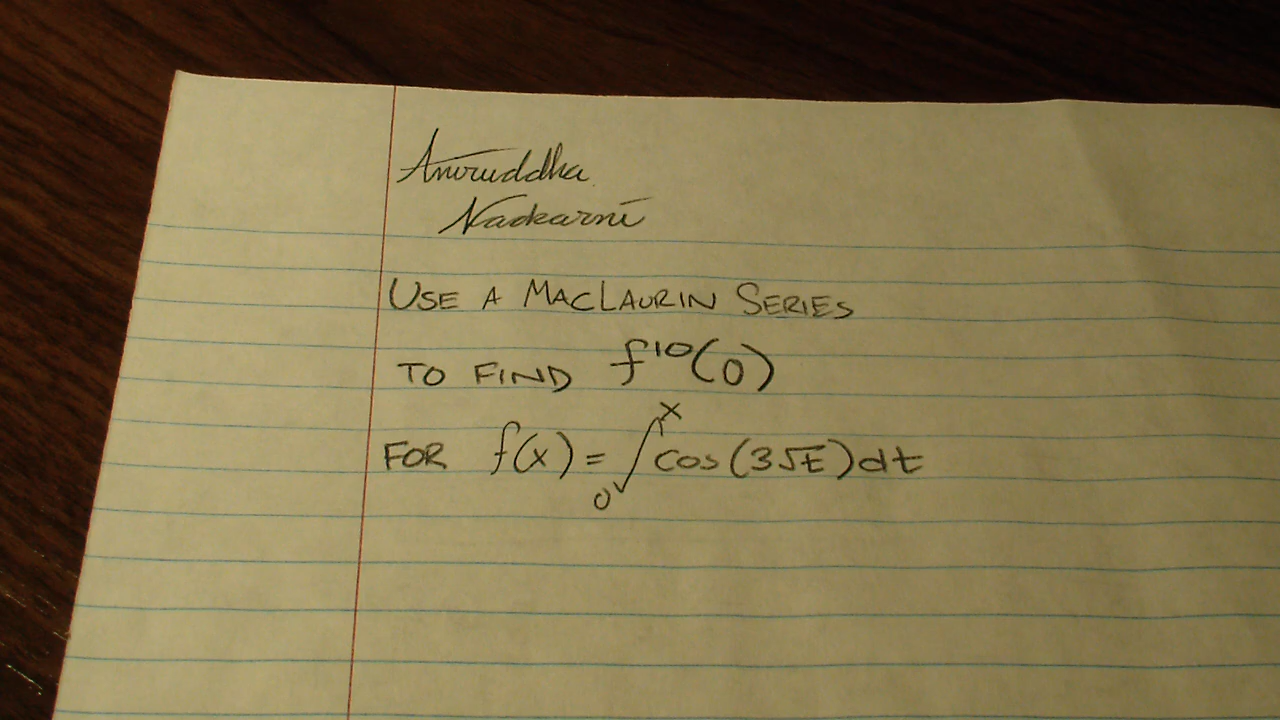 Aniruddha
Nadkarni
USE A MACLAURIN SERIES
TO FIND f¹⁰(0)
FOR f(x) = ∫₀ˣ cos(3√t)dt